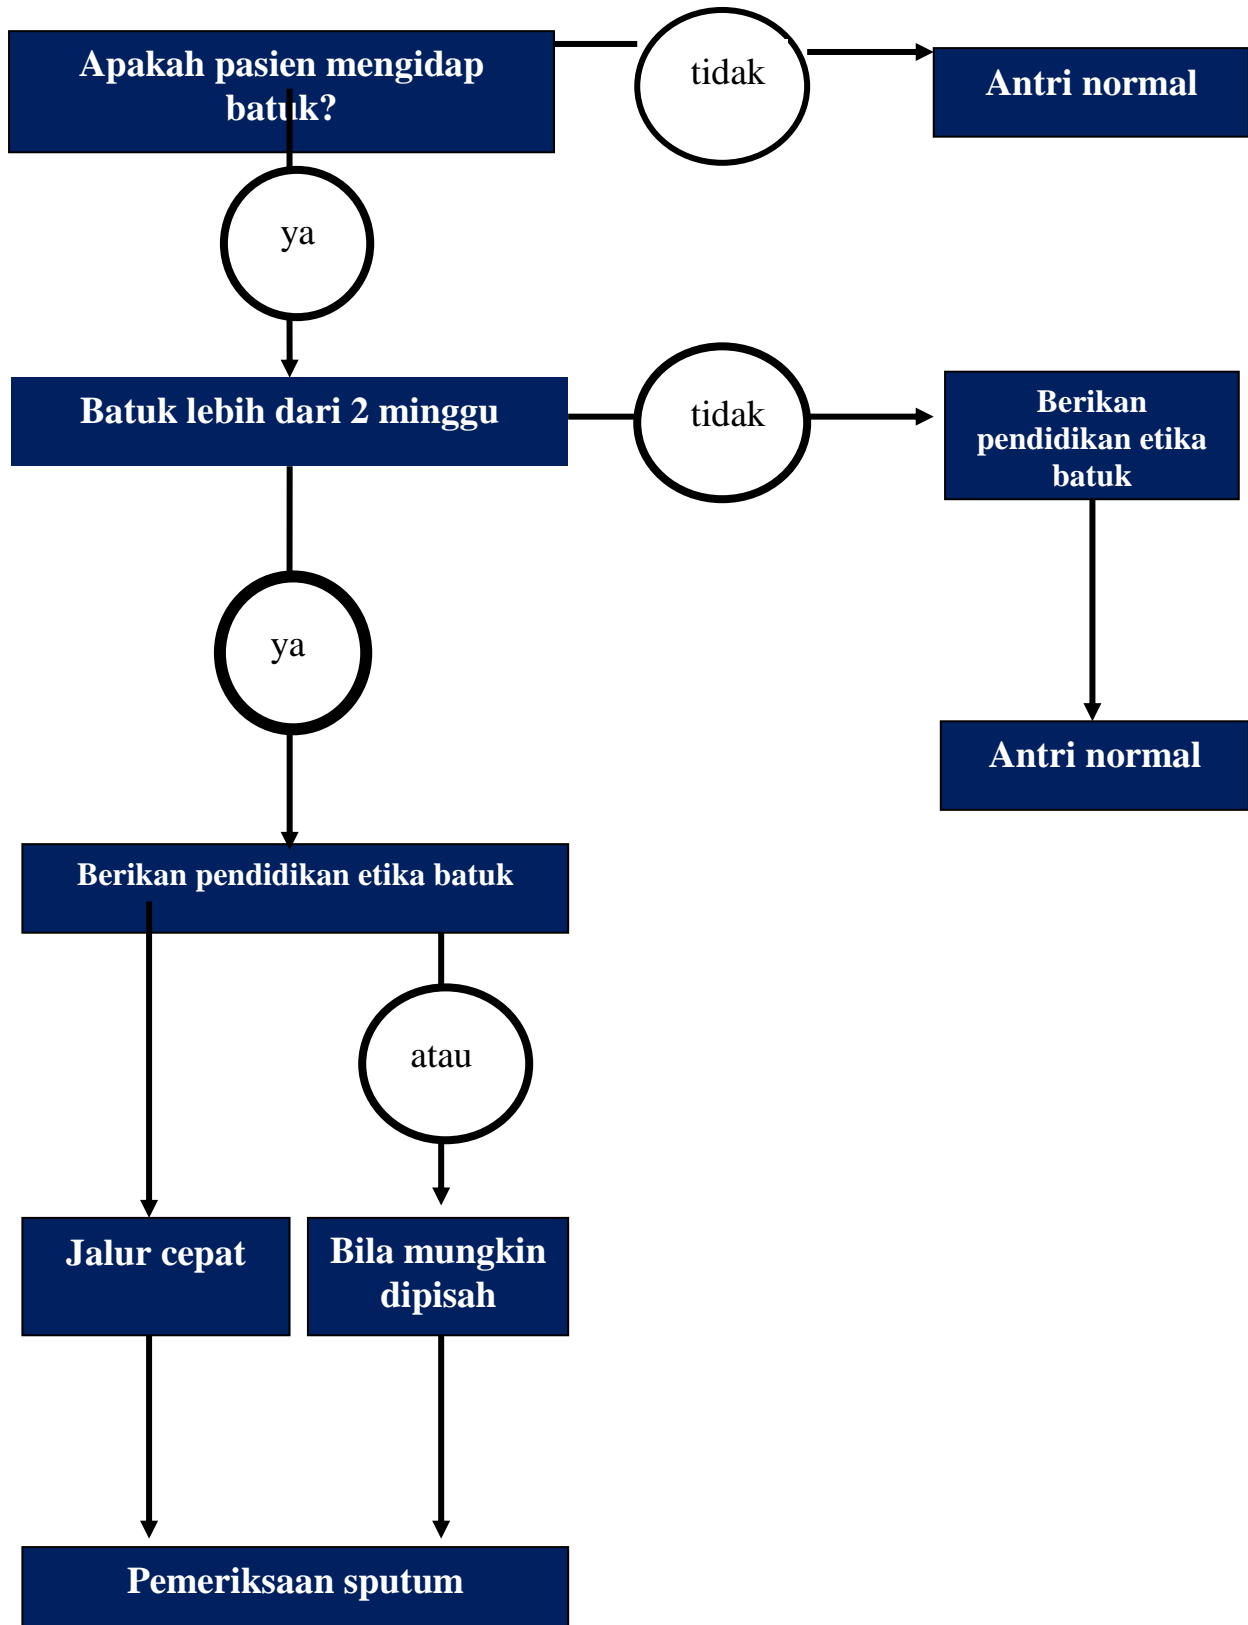 Apakah pasien mengidap
batuk?
tidak
Antri normal
ya
Batuk lebih dari 2 minggu
tidak
Berikan
pendidikan etika
batuk
ya
Antri normal
Berikan pendidikan etika batuk
atau
Jalur cepat
Bila mungkin
dipisah
Pemeriksaan sputum